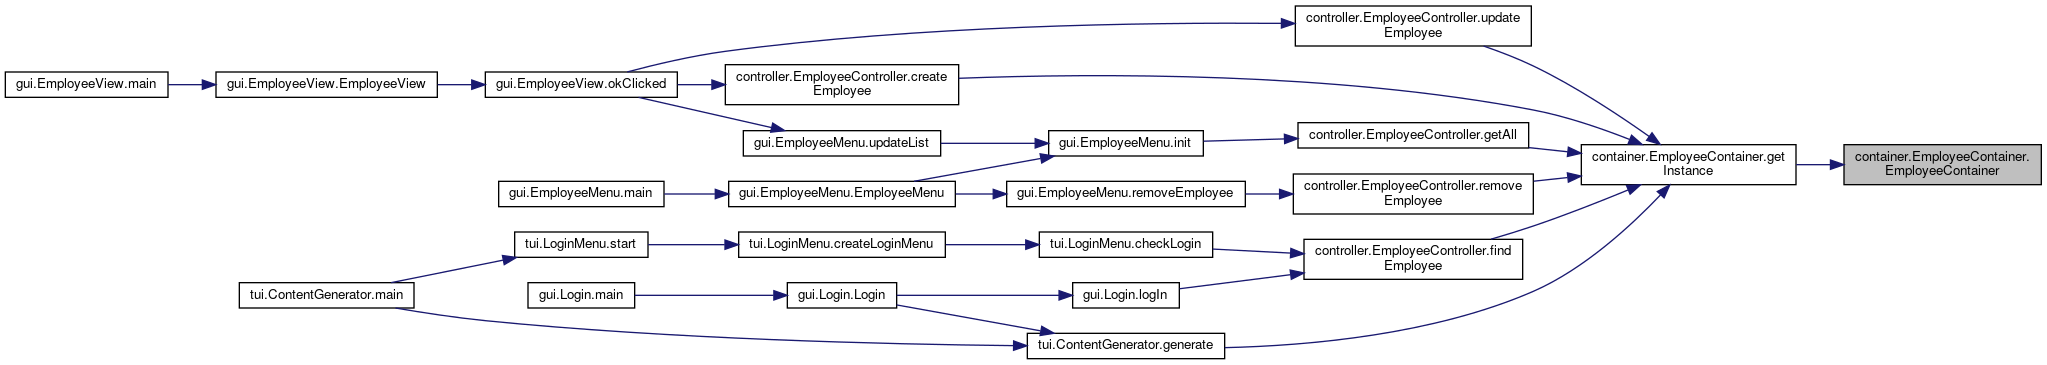 controller.EmployeeController.update
Employee
gui.EmployeeView.main
gui.EmployeeView.EmployeeView
gui.EmployeeView.okClicked
controller.EmployeeController.create
Employee
gui.EmployeeMenu.updateList
gui.EmployeeMenu.init
controller.EmployeeController.getAll
container.EmployeeContainer.get
Instance
container.EmployeeContainer.
EmployeeContainer
gui.EmployeeMenu.main
gui.EmployeeMenu.EmployeeMenu
gui.EmployeeMenu.removeEmployee
controller.EmployeeController.remove
Employee
tui.LoginMenu.start
tui.LoginMenu.createLoginMenu
tui.LoginMenu.checkLogin
controller.EmployeeController.find
Employee
tui.ContentGenerator.main
gui.Login.main
gui.Login.Login
gui.Login.logIn
tui.ContentGenerator.generate